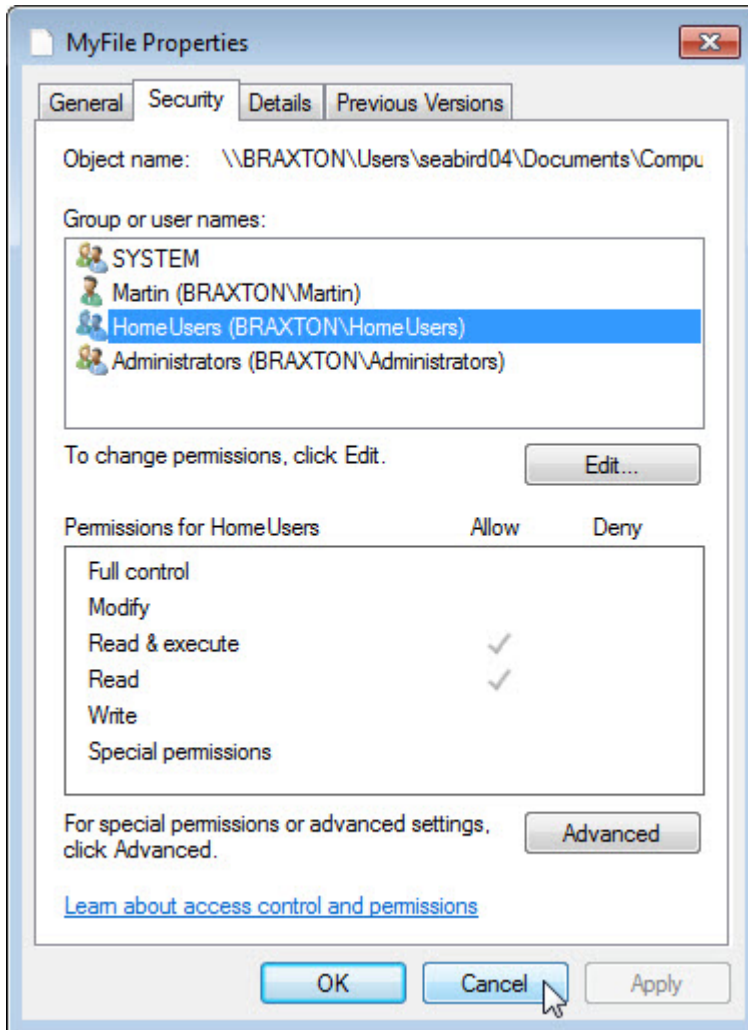 MyFile Properties
General Security Details Previous Versions
Object name: \\BRAXTON\Users\seabird04\Documents\Compu
Group or user names:
SYSTEM
Martin (BRAXTON\Martin)
HomeUsers (BRAXTON\HomeUsers)
Administrators (BRAXTON\Administrators)
To change permissions, click Edit.
Edit...
Permissions for HomeUsers Allow Deny
Full control
Modify
Read & execute
Read
Write
Special permissions
For special permissions or advanced settings,
click Advanced.
Advanced
Learn about access control and permissions
OK Cancel Apply